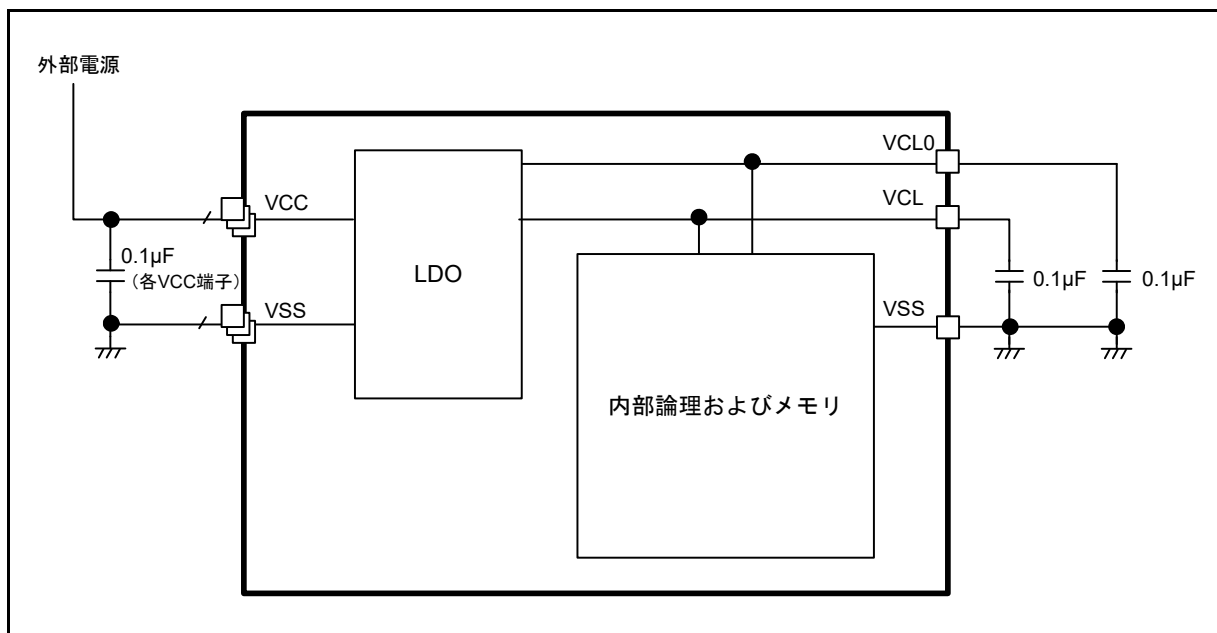 外部電源
VCL0
VCC
VCL
0.1µF
（各VCC端子）
LDO
0.1µF
0.1µF
VSS
VSS
内部論理およびメモリ